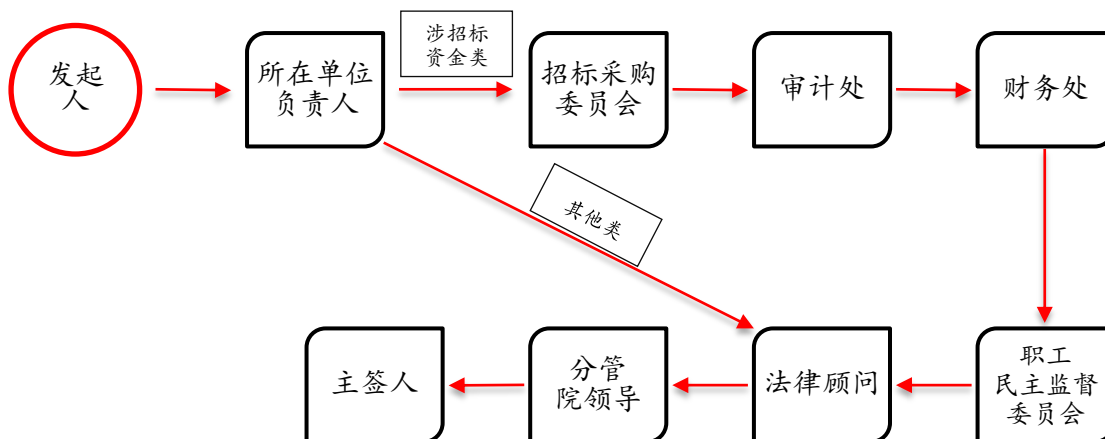 发起
人
所在单位
负责人
涉招标
资金类
招标采购
委员会
审计处
财务处
其他类
主签人
分管
院领导
法律顾问
职工
民主监督
委员会